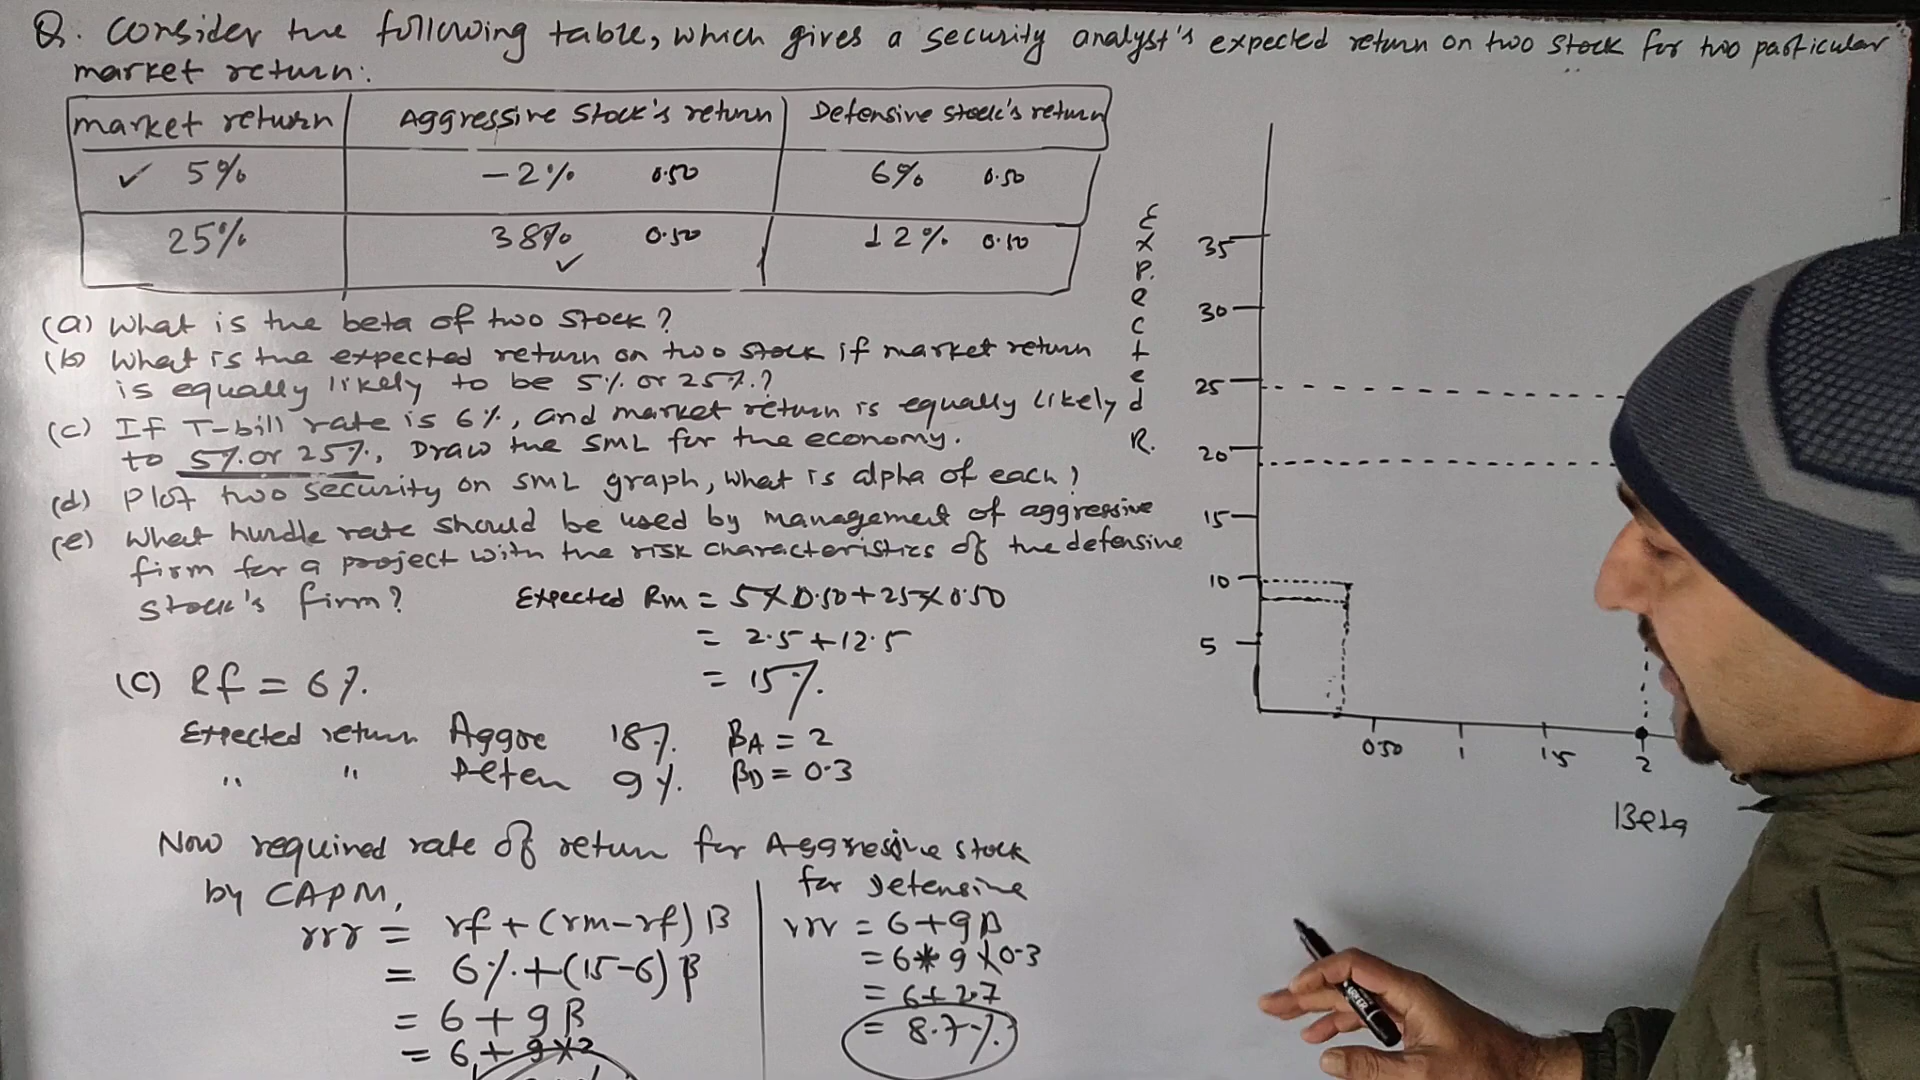 Q. Consider the following table, which gives a security analyst's expected return on two stock for two particular
market return:
market return
Aggressive stock's return
Defensive stock's return
✓ 5%
-2% 0.50
6% 0.50
25%
38% 0.50
✓
12% 0.50
(a) What is the beta of two stock?
(b) What is the expected return on two stock if market return
is equally likely to be 5% or 25%?
(c) If T-bill rate is 6%, and market return is equally likely
to 5% or 25%, Draw the SML for the economy.
(d) Plot two security on SML graph, what is alpha of each?
(e) What hurdle rate should be used by management of aggressive
firm for a project with the risk characteristics of the defensive
stock's firm?
Expected Rm = 5 X 0.50 + 25 X 0.50
= 2.5 + 12.5
= 15%
(C) Rf = 6%
Expected return Aggre 18% βA = 2
" " Defen 9% βD = 0.3
Now required rate of return for Aggressive stock
by CAPM,
rrr = rf + (rm-rf) β
= 6% + (15-6) β
= 6 + 9 β
= 6 + 9 X 2
for Defensive
rrr = 6 + 9 β
= 6 * 9 X 0.3
= 6 + 2.7
= 8.7%
Expected
R.
35
30
25
20
15
10
5
0.50
1
1.5
2
Beta